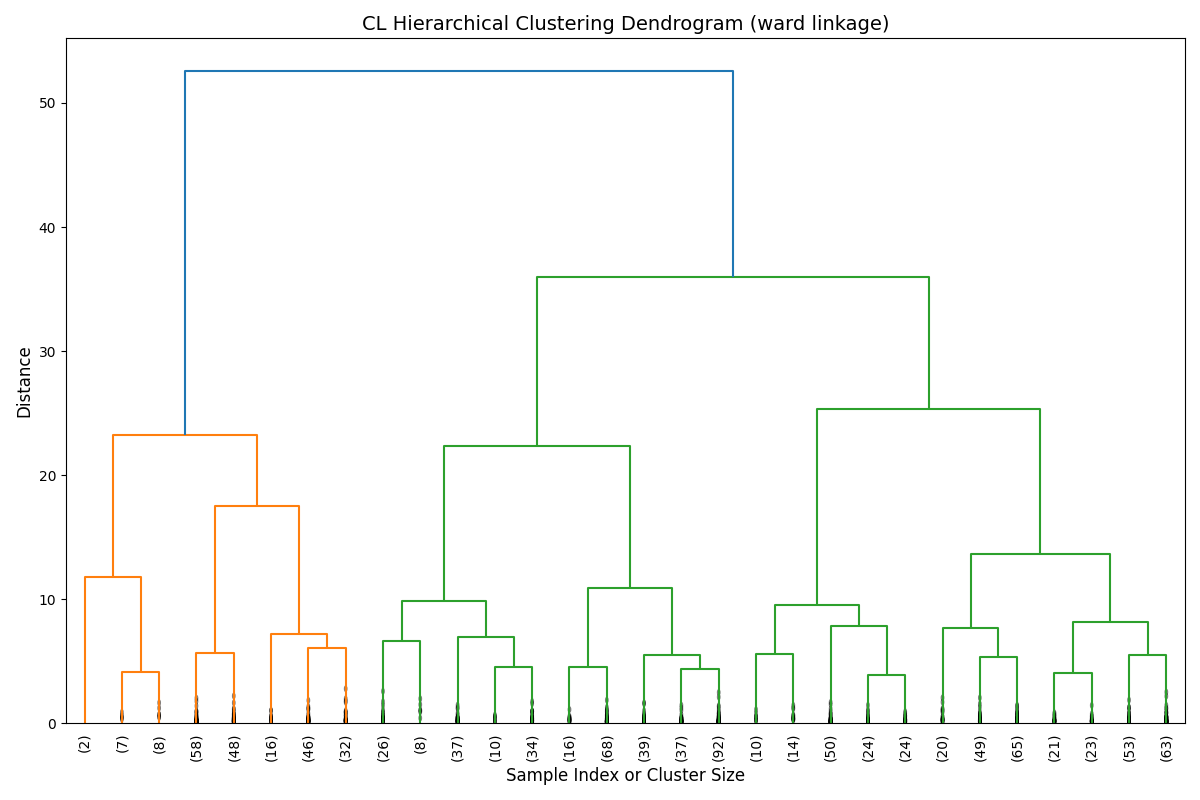 CL Hierarchical Clustering Dendrogram (ward linkage)
50
40
30
20
10
0
Distance
(2) (7) (8) (58) (48) (16) (46) (32) (26) (8) (37) (10) (34) (16) (68) (39) (37) (92) (10) (14) (50) (24) (24) (20) (49) (65) (21) (23) (53) (63)
Sample Index or Cluster Size